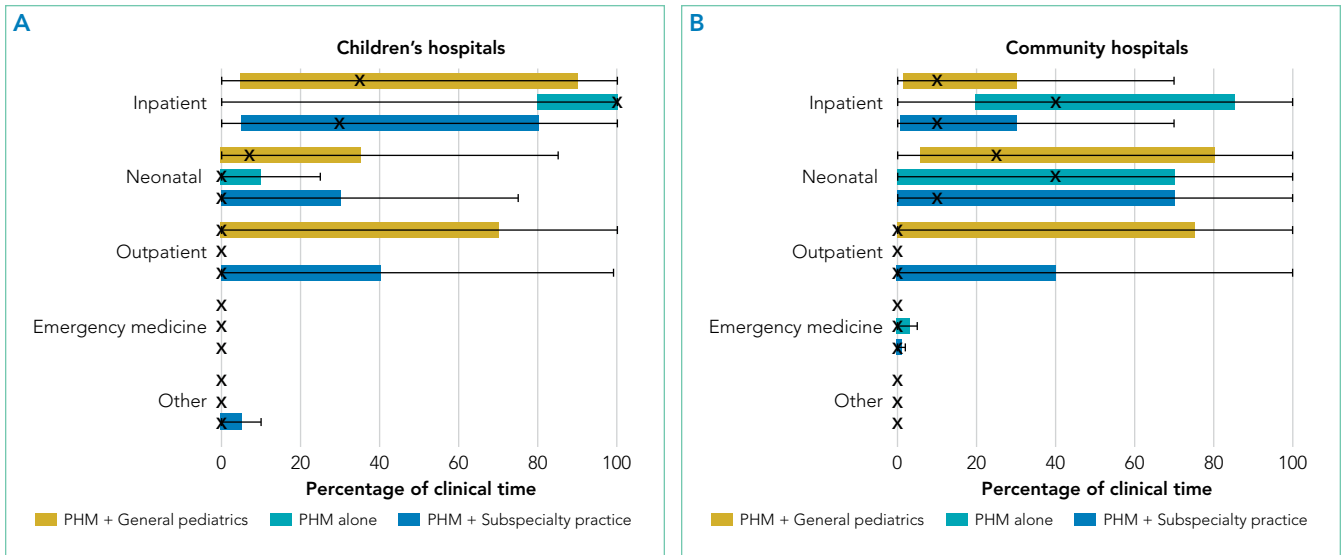 A
Children's hospitals
Inpatient
X
X
X
Neonatal
X
X
X
Outpatient
X
X
X
Emergency medicine
X
X
X
Other
X
X
X
0 20 40 60 80 100
Percentage of clinical time
PHM + General pediatrics PHM alone PHM + Subspecialty practice
B
Community hospitals
Inpatient
X
X
X
Neonatal
X
X
X
Outpatient
X
X
X
Emergency medicine
X
X
X
Other
X
X
X
0 20 40 60 80 100
Percentage of clinical time
PHM + General pediatrics PHM alone PHM + Subspecialty practice